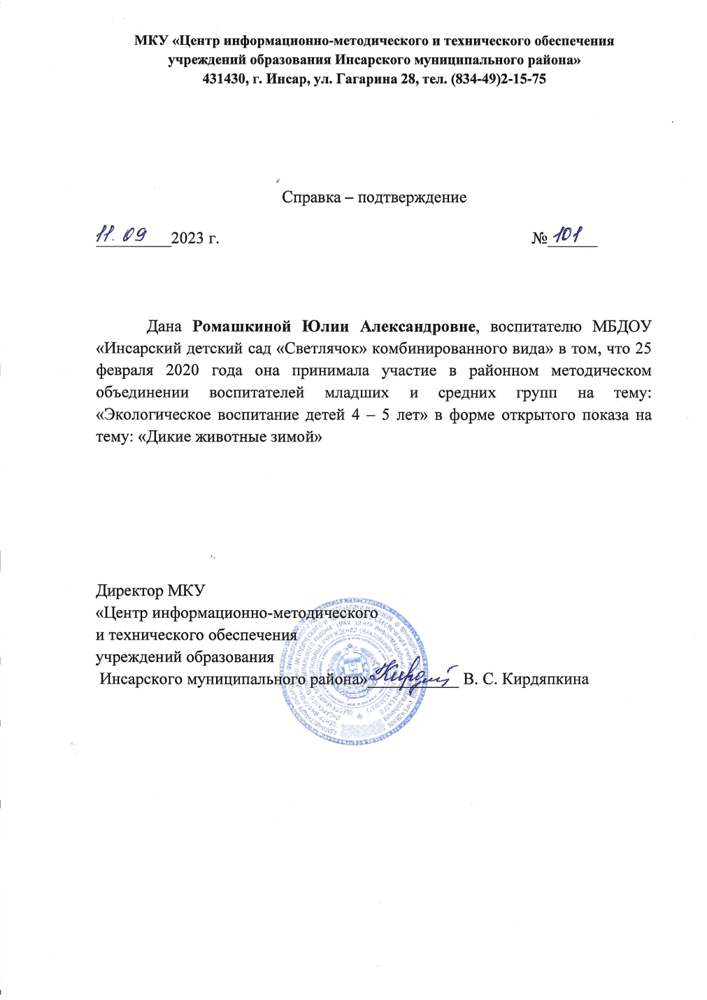 МКУ «Центр информационно-методического и технического обеспечения
учреждений образования Инсарского муниципального района»
431430, г. Инсар, ул. Гагарина 28, тел. (834-49)2-15-75
Справка – подтверждение
11. 09 2023 г. № 101
Дана Ромашкиной Юлии Александровне, воспитателю МБДОУ
«Инсарский детский сад «Светлячок» комбинированного вида» в том, что 25
февраля 2020 года она принимала участие в районном методическом
объединении воспитателей младших и средних групп на тему:
«Экологическое воспитание детей 4 – 5 лет» в форме открытого показа на
тему: «Дикие животные зимой»
Директор МКУ
«Центр информационно-методического
и технического обеспечения
учреждений образования
Инсарского муниципального района» В. С. Кирдяпкина